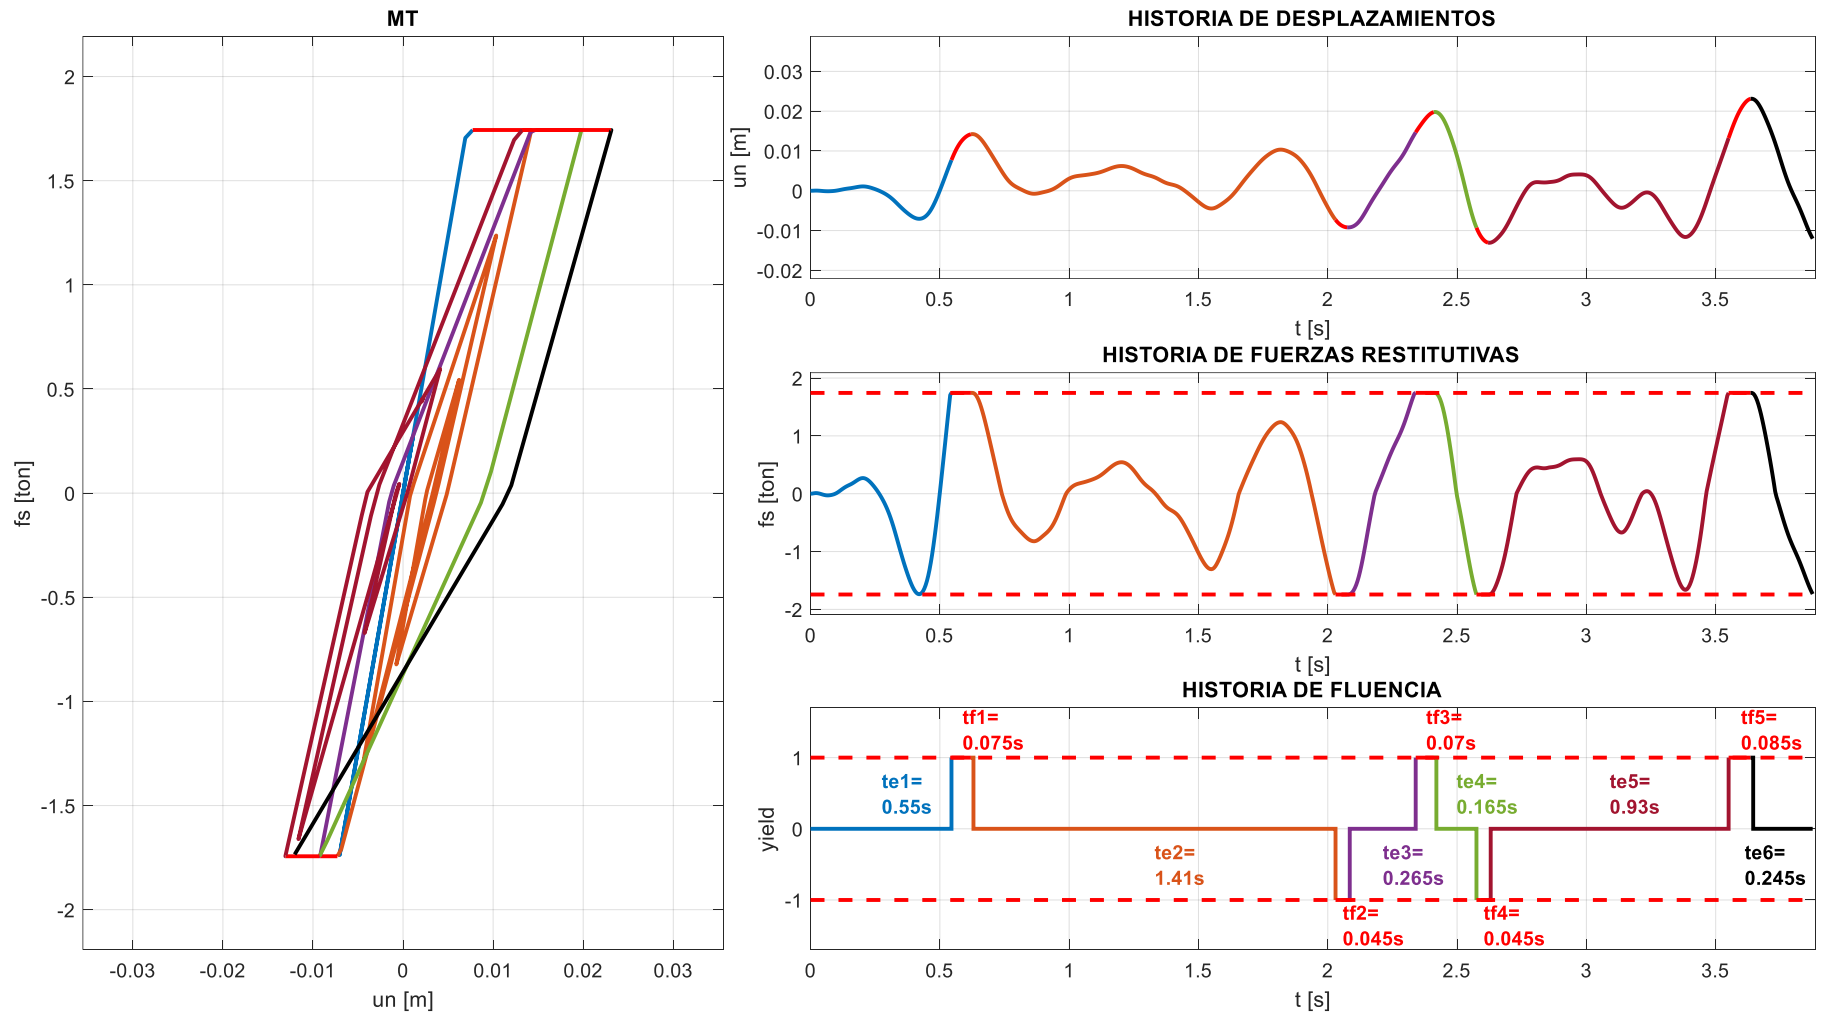 MT
2
1.5
1
0.5
0
-0.5
-1
-1.5
-2
fs [ton]
-0.03
-0.02
-0.01
0
0.01
0.02
0.03
un [m]
HISTORIA DE DESPLAZAMIENTOS
0.03
0.02
0.01
0
-0.01
-0.02
un [m]
0
0.5
1
1.5
2
2.5
3
3.5
t [s]
HISTORIA DE FUERZAS RESTITUTIVAS
2
1
0
-1
-2
fs [ton]
0
0.5
1
1.5
2
2.5
3
3.5
t [s]
HISTORIA DE FLUENCIA
tf1=
0.075s
tf3=
0.07s
tf5=
0.085s
te1=
0.55s
te4=
0.165s
te5=
0.93s
te2=
1.41s
te3=
0.265s
te6=
0.245s
tf2=
0.045s
tf4=
0.045s
1
0
-1
yield
0
0.5
1
1.5
2
2.5
3
3.5
t [s]